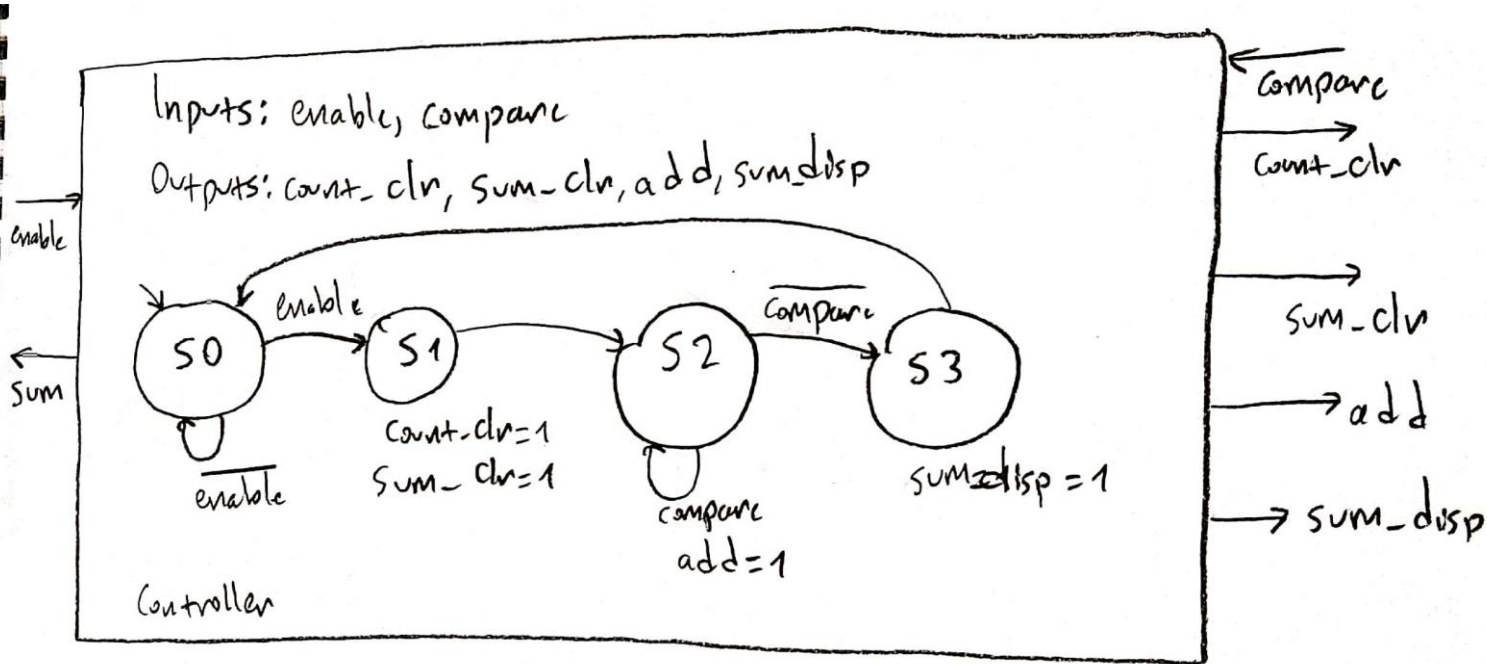 Inputs: enable, compare
Outputs: count_clr, sum_clr, add, sum_disp
enable
sum
compare
count_clr
sum_clr
add
sum_disp
S0
enable
S1
S2
compare
S3
enable
count_clr=1
sum_clr=1
compare
add=1
sum_disp=1
Controller